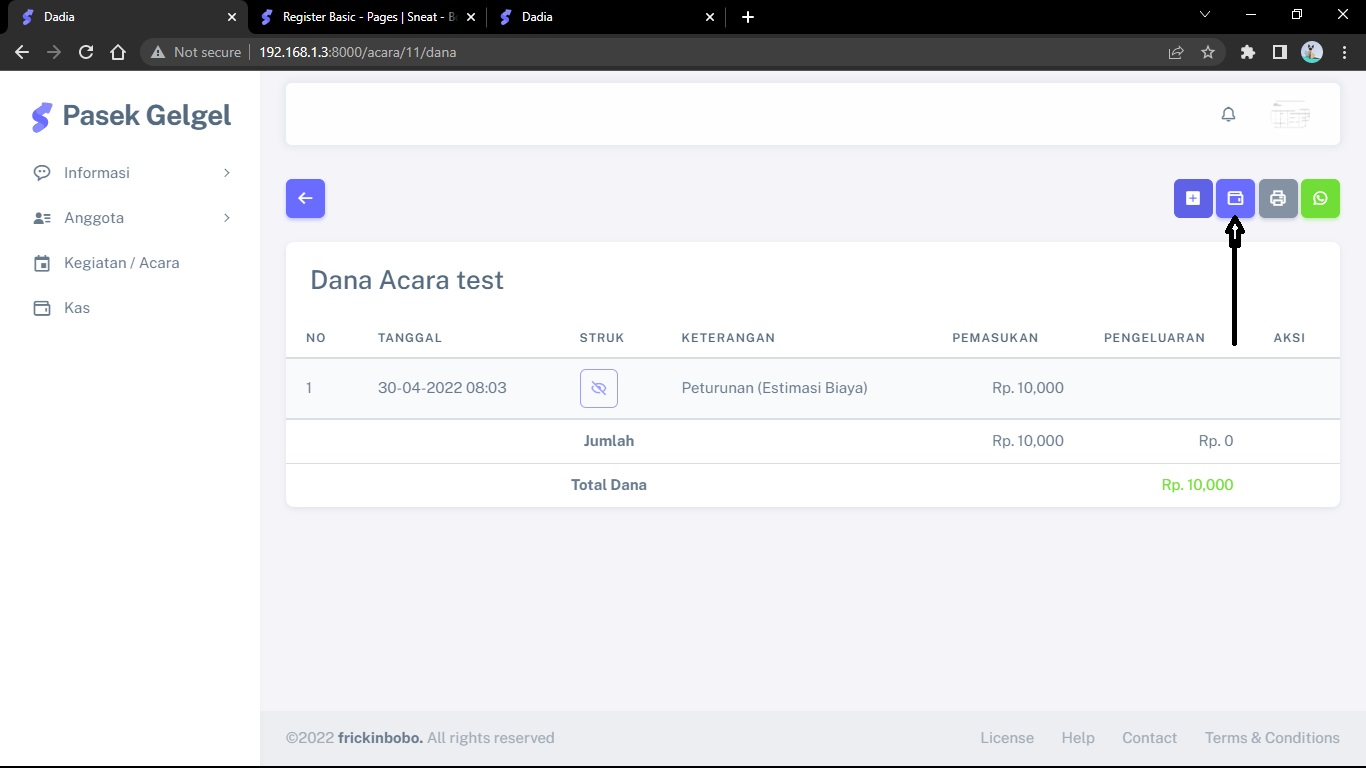 Dadia
Register Basic - Pages | Sneat - B
Dadia
Not secure 192.168.1.3:8000/acara/11/dana
Pasek Gelgel
Informasi
Anggota
Kegiatan / Acara
Kas
Dana Acara test
NO TANGGAL STRUK KETERANGAN PEMASUKAN PENGELUARAN AKSI
1 30-04-2022 08:03 Peturunan (Estimasi Biaya) Rp. 10,000
Jumlah Rp. 10,000 Rp. 0
Total Dana Rp. 10,000
©2022 frickinbobo. All rights reserved
License Help Contact Terms & Conditions